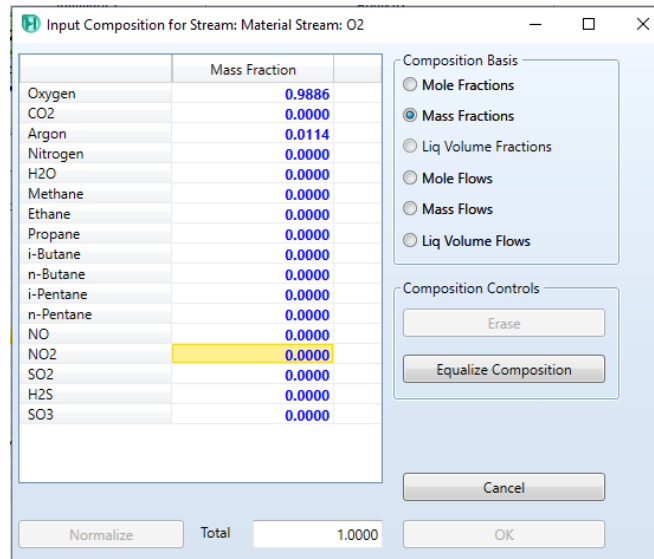 Input Composition for Stream: Material Stream: O2
Mass Fraction
Oxygen 0.9886
CO2 0.0000
Argon 0.0114
Nitrogen 0.0000
H2O 0.0000
Methane 0.0000
Ethane 0.0000
Propane 0.0000
i-Butane 0.0000
n-Butane 0.0000
i-Pentane 0.0000
n-Pentane 0.0000
NO 0.0000
NO2 0.0000
SO2 0.0000
H2S 0.0000
SO3 0.0000
Normalize Total 1.0000
Composition Basis
Mole Fractions
Mass Fractions
Liq Volume Fractions
Mole Flows
Mass Flows
Liq Volume Flows
Composition Controls
Erase
Equalize Composition
Cancel
OK